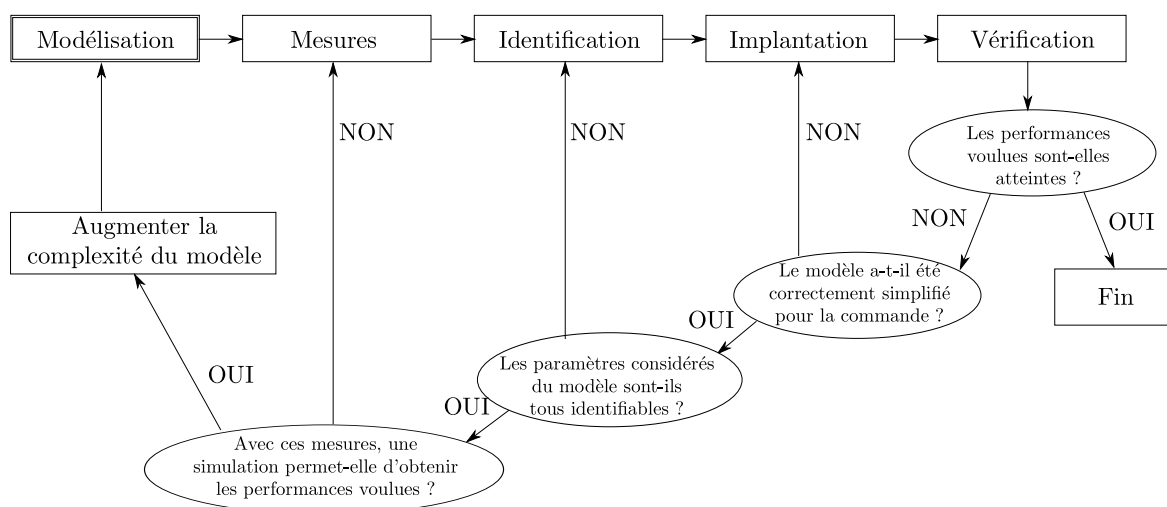 Modélisation
Mesures
Identification
Implantation
Vérification
NON
NON
NON
Les performances
voulues sont-elles
atteintes ?
Augmenter la
complexité du modèle
NON
OUI
Le modèle a-t-il été
correctement simplifié
pour la commande ?
Fin
OUI
Les paramètres considérés
du modèle sont-ils
tous identifiables ?
OUI
OUI
Avec ces mesures, une
simulation permet-elle d'obtenir
les performances voulues ?